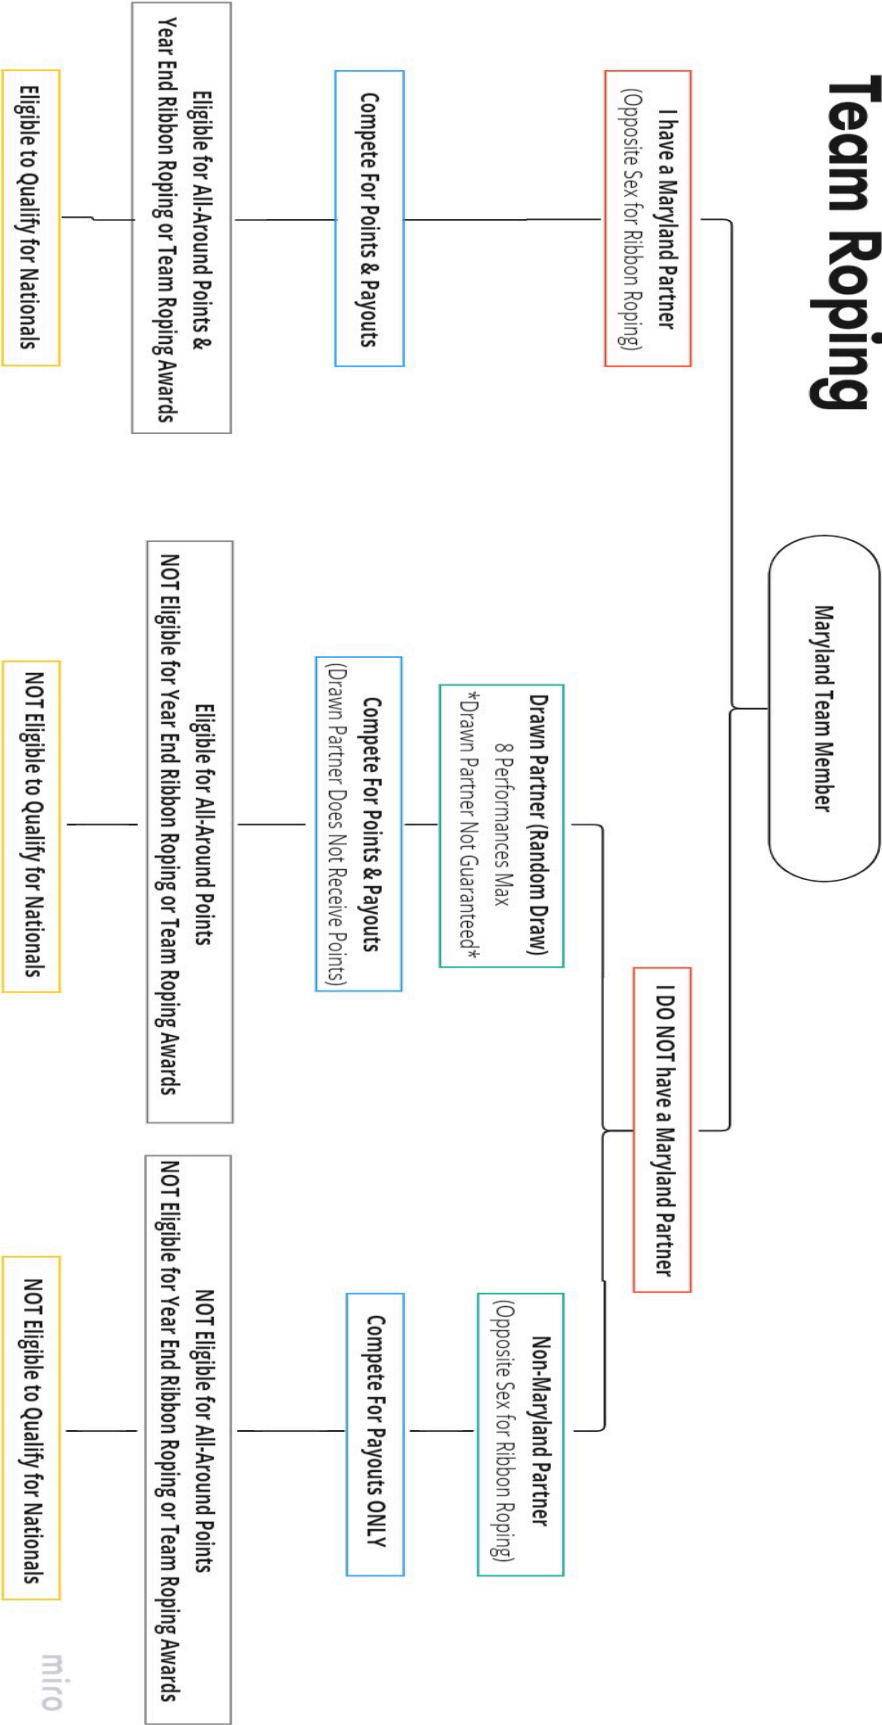 Team Roping
Maryland Team Member
I have a Maryland Partner
(Opposite Sex for Ribbon Roping)
I DO NOT have a Maryland Partner
Drawn Partner (Random Draw)
8 Performances Max
*Drawn Partner Not Guaranteed*
Non-Maryland Partner
(Opposite Sex for Ribbon Roping)
Compete For Points & Payouts
Compete For Points & Payouts
(Drawn Partner Does Not Receive Points)
Compete For Payouts ONLY
Eligible for All-Around Points &
Year End Ribbon Roping or Team Roping Awards
Eligible for All-Around Points
NOT Eligible for Year End Ribbon Roping or Team Roping Awards
NOT Eligible for All-Around Points
NOT Eligible for Year End Ribbon Roping or Team Roping Awards
Eligible to Qualify for Nationals
NOT Eligible to Qualify for Nationals
NOT Eligible to Qualify for Nationals
miro